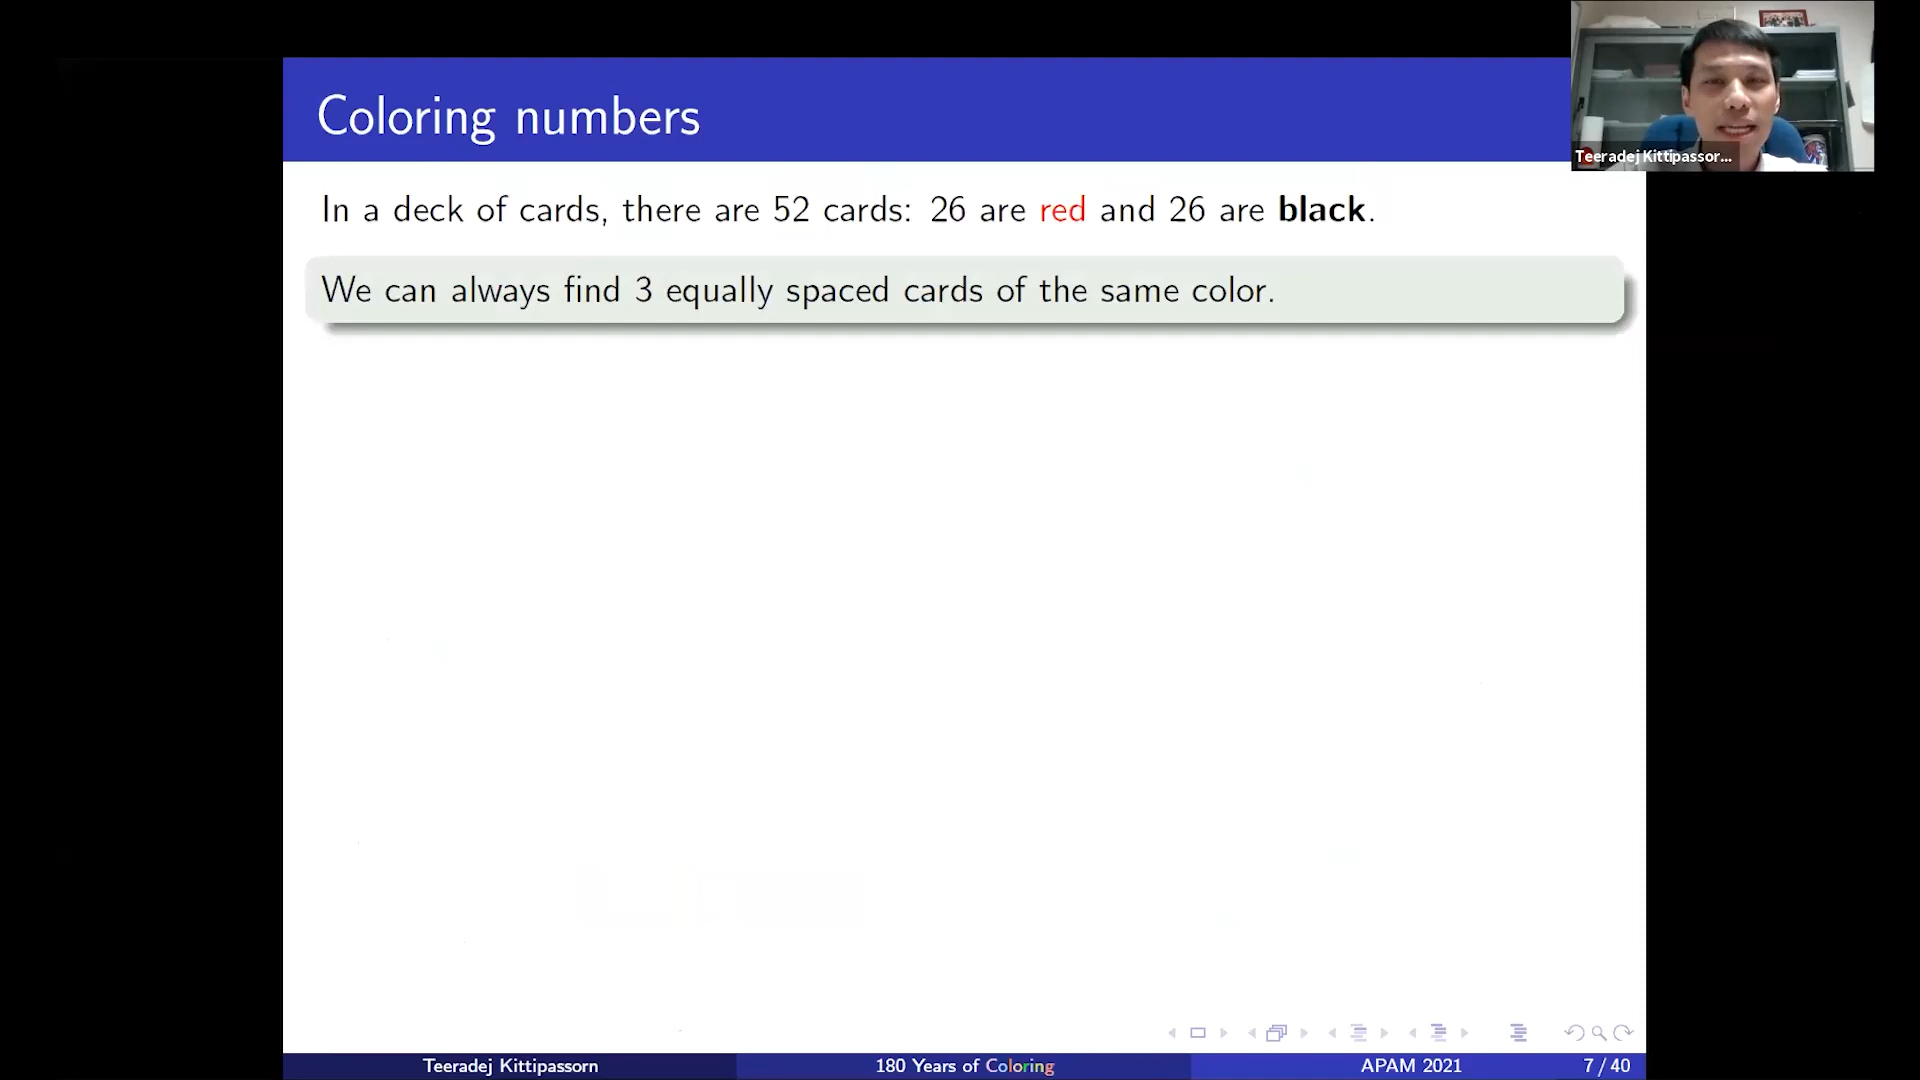 Coloring numbers
Teeradej Kittipassor...
In a deck of cards, there are 52 cards: 26 are red and 26 are black.
We can always find 3 equally spaced cards of the same color.
Teeradej Kittipassorn
180 Years of Coloring
APAM 2021
7 / 40